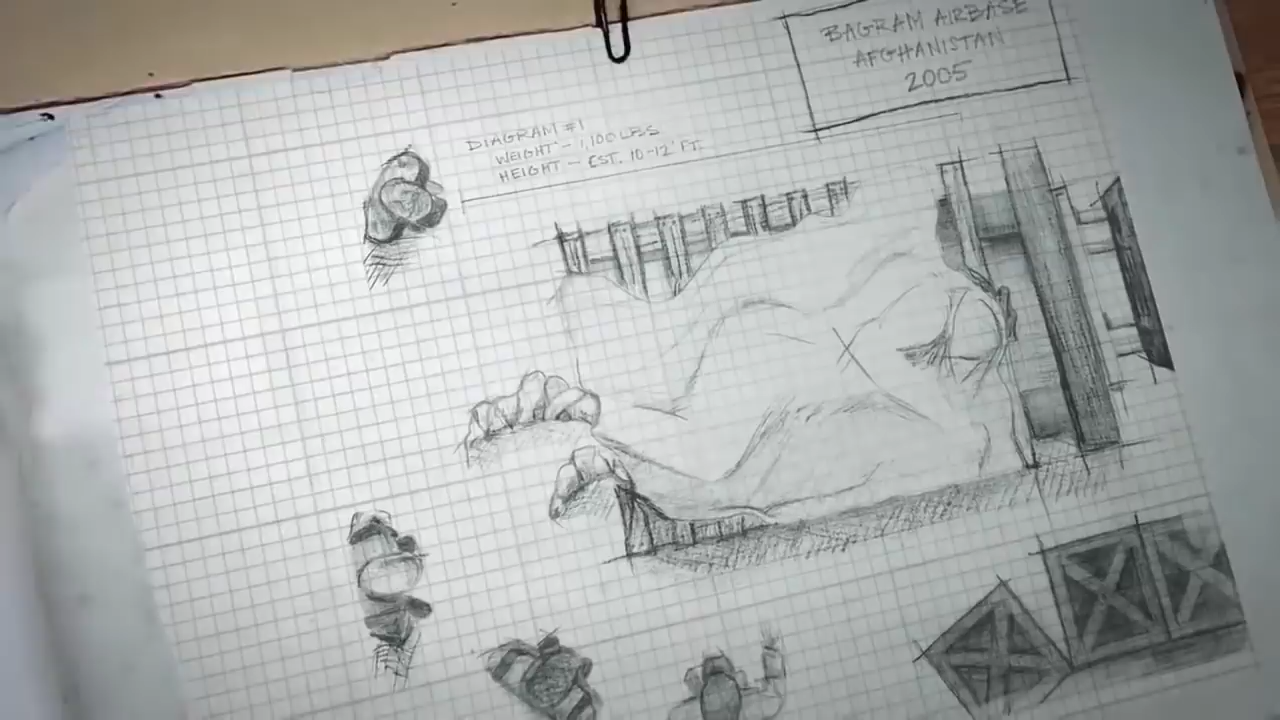 BAGRAM AIRBASE
AFGHANISTAN
2005
DIAGRAM #1
WEIGHT - 1,100 LBS
HEIGHT - EST. 10-12' FT.